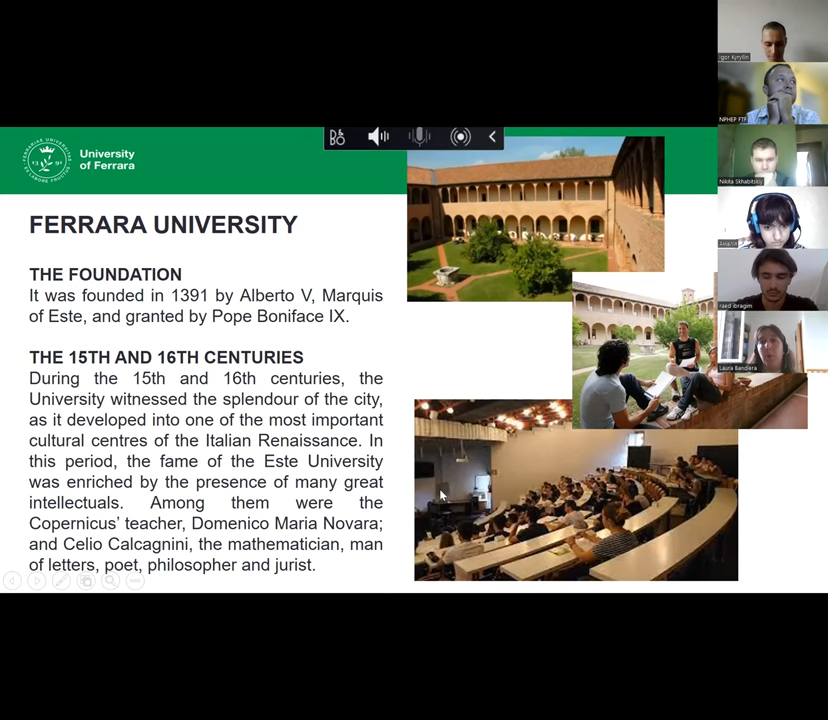 University
of Ferrara
FERRARA UNIVERSITY
THE FOUNDATION
It was founded in 1391 by Alberto V, Marquis
of Este, and granted by Pope Boniface IX.
THE 15TH AND 16TH CENTURIES
During the 15th and 16th centuries, the
University witnessed the splendour of the city,
as it developed into one of the most important
cultural centres of the Italian Renaissance. In
this period, the fame of the Este University
was enriched by the presence of many great
intellectuals. Among them were the
Copernicus' teacher, Domenico Maria Novara;
and Celio Calcagnini, the mathematician, man
of letters, poet, philosopher and jurist.
Igor Kyryllin
NPHEP FTF
Nikita Skhabitskij
raed ibragim
Laura Bandiera